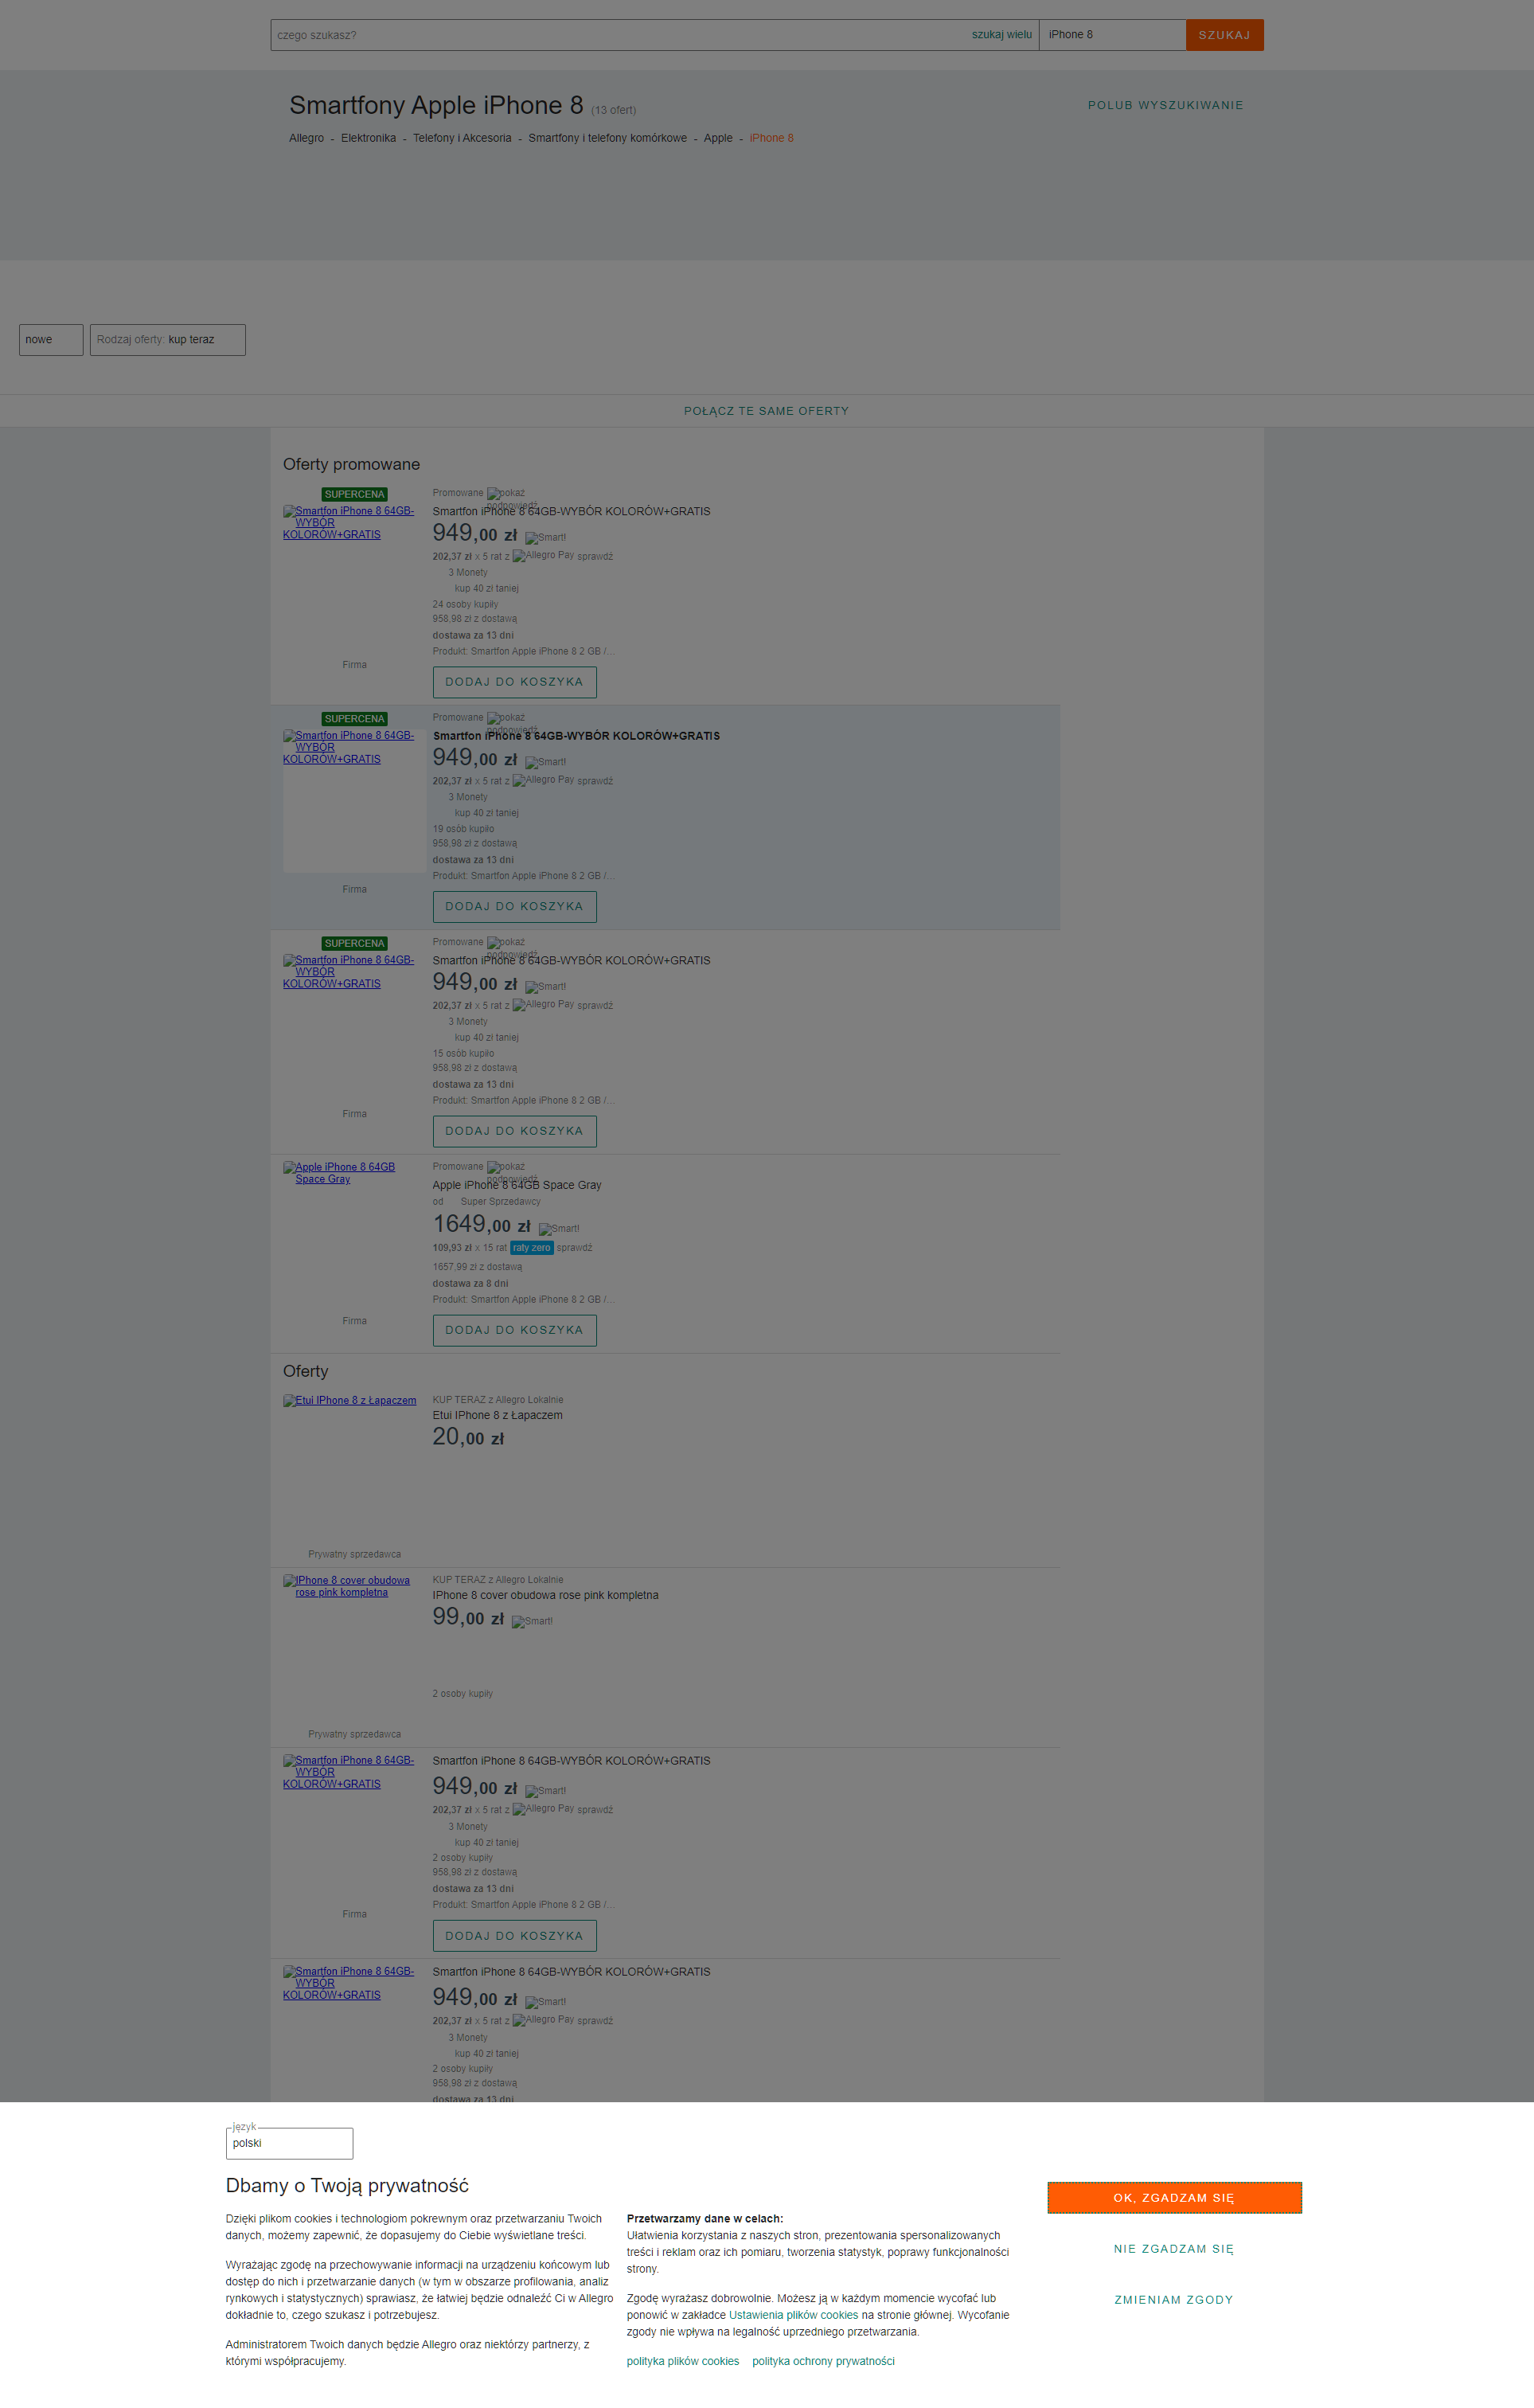 czego szukasz? szukaj wielu iPhone 8 SZUKAJ
Smartfony Apple iPhone 8 (13 ofert) POLUB WYSZUKIWANIE
Allegro - Elektronika - Telefony i Akcesoria - Smartfony i telefony komórkowe - Apple - iPhone 8
nowe Rodzaj oferty: kup teraz
POŁĄCZ TE SAME OFERTY
Oferty promowane
SUPERCENA
Smartfon iPhone 8 64GB-
WYBÓR
KOLORÓW+GRATIS
Firma
Promowane pokaż
podpowiedź
Smartfon iPhone 8 64GB-WYBÓR KOLORÓW+GRATIS
949,00 zł Smart!
202,37 zł x 5 rat z Allegro Pay sprawdź
3 Monety
kup 40 zł taniej
24 osoby kupiły
958,98 zł z dostawą
dostawa za 13 dni
Produkt: Smartfon Apple iPhone 8 2 GB /...
DODAJ DO KOSZYKA
SUPERCENA
Smartfon iPhone 8 64GB-
WYBÓR
KOLORÓW+GRATIS
Firma
Promowane pokaż
podpowiedź
Smartfon iPhone 8 64GB-WYBÓR KOLORÓW+GRATIS
949,00 zł Smart!
202,37 zł x 5 rat z Allegro Pay sprawdź
3 Monety
kup 40 zł taniej
19 osób kupiło
958,98 zł z dostawą
dostawa za 13 dni
Produkt: Smartfon Apple iPhone 8 2 GB /...
DODAJ DO KOSZYKA
SUPERCENA
Smartfon iPhone 8 64GB-
WYBÓR
KOLORÓW+GRATIS
Firma
Promowane pokaż
podpowiedź
Smartfon iPhone 8 64GB-WYBÓR KOLORÓW+GRATIS
949,00 zł Smart!
202,37 zł x 5 rat z Allegro Pay sprawdź
3 Monety
kup 40 zł taniej
15 osób kupiło
958,98 zł z dostawą
dostawa za 13 dni
Produkt: Smartfon Apple iPhone 8 2 GB /...
DODAJ DO KOSZYKA
Apple iPhone 8 64GB
Space Gray
Firma
Promowane pokaż
podpowiedź
Apple iPhone 8 64GB Space Gray
od Super Sprzedawcy
1649,00 zł Smart!
109,93 zł x 15 rat raty zero sprawdź
1657,99 zł z dostawą
dostawa za 8 dni
Produkt: Smartfon Apple iPhone 8 2 GB /...
DODAJ DO KOSZYKA
Oferty
Etui IPhone 8 z Łapaczem
Prywatny sprzedawca
KUP TERAZ z Allegro Lokalnie
Etui IPhone 8 z Łapaczem
20,00 zł
IPhone 8 cover obudowa
rose pink kompletna
Prywatny sprzedawca
KUP TERAZ z Allegro Lokalnie
IPhone 8 cover obudowa rose pink kompletna
99,00 zł Smart!
2 osoby kupiły
Smartfon iPhone 8 64GB-
WYBÓR
KOLORÓW+GRATIS
Firma
Smartfon iPhone 8 64GB-WYBÓR KOLORÓW+GRATIS
949,00 zł Smart!
202,37 zł x 5 rat z Allegro Pay sprawdź
3 Monety
kup 40 zł taniej
2 osoby kupiły
958,98 zł z dostawą
dostawa za 13 dni
Produkt: Smartfon Apple iPhone 8 2 GB /...
DODAJ DO KOSZYKA
Smartfon iPhone 8 64GB-
WYBÓR
KOLORÓW+GRATIS
Smartfon iPhone 8 64GB-WYBÓR KOLORÓW+GRATIS
949,00 zł Smart!
202,37 zł x 5 rat z Allegro Pay sprawdź
3 Monety
kup 40 zł taniej
2 osoby kupiły
958,98 zł z dostawą
dostawa za 13 dni
język
polski
Dbamy o Twoją prywatność
Dzięki plikom cookies i technologiom pokrewnym oraz przetwarzaniu Twoich
danych, możemy zapewnić, że dopasujemy do Ciebie wyświetlane treści.
Wyrażając zgodę na przechowywanie informacji na urządzeniu końcowym lub
dostęp do nich i przetwarzanie danych (w tym w obszarze profilowania, analiz
rynkowych i statystycznych) sprawiasz, że łatwiej będzie odnaleźć Ci w Allegro
dokładnie to, czego szukasz i potrzebujesz.
Administratorem Twoich danych będzie Allegro oraz niektórzy partnerzy, z
którymi współpracujemy.
Przetwarzamy dane w celach:
Ułatwienia korzystania z naszych stron, prezentowania spersonalizowanych
treści i reklam oraz ich pomiaru, tworzenia statystyk, poprawy funkcjonalności
strony.
Zgodę wyrażasz dobrowolnie. Możesz ją w każdym momencie wycofać lub
ponowić w zakładce Ustawienia plików cookies na stronie głównej. Wycofanie
zgody nie wpływa na legalność uprzedniego przetwarzania.
polityka plików cookies polityka ochrony prywatności
OK, ZGADZAM SIĘ
NIE ZGADZAM SIĘ
ZMIENIAM ZGODY